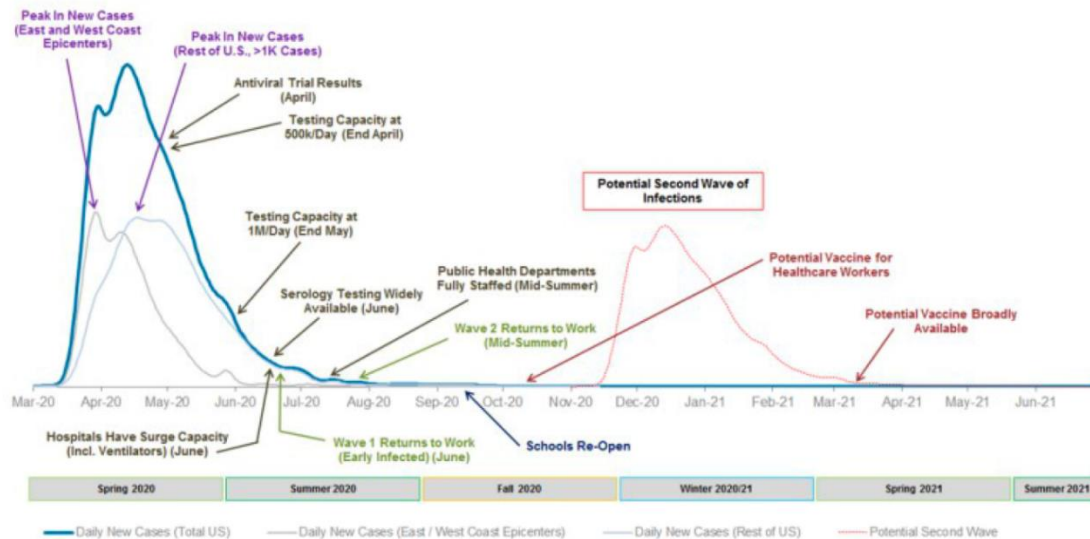 Peak In New Cases
(East and West Coast
Epicenters)
Peak In New Cases
(Rest of U.S., >1K Cases)
Antiviral Trial Results
(April)
Testing Capacity at
500k/Day (End April)
Potential Second Wave of
Infections
Testing Capacity at
1M/Day (End May)
Public Health Departments
Fully Staffed (Mid-Summer)
Potential Vaccine for
Healthcare Workers
Serology Testing Widely
Available (June)
Wave 2 Returns to Work
(Mid-Summer)
Potential Vaccine Broadly
Available
Mar-20 Apr-20 May-20 Jun-20 Jul-20 Aug-20 Sep-20 Oct-20 Nov-20 Dec-20 Jan-21 Feb-21 Mar-21 Apr-21 May-21 Jun-21
Hospitals Have Surge Capacity
(Incl. Ventilators) (June)
Wave 1 Returns to Work
(Early Infected) (June)
Schools Re-Open
Spring 2020 Summer 2020 Fall 2020 Winter 2020/21 Spring 2021 Summer 2021
Daily New Cases (Total US) Daily New Cases (East / West Coast Epicenters) Daily New Cases (Rest of US) Potential Second Wave